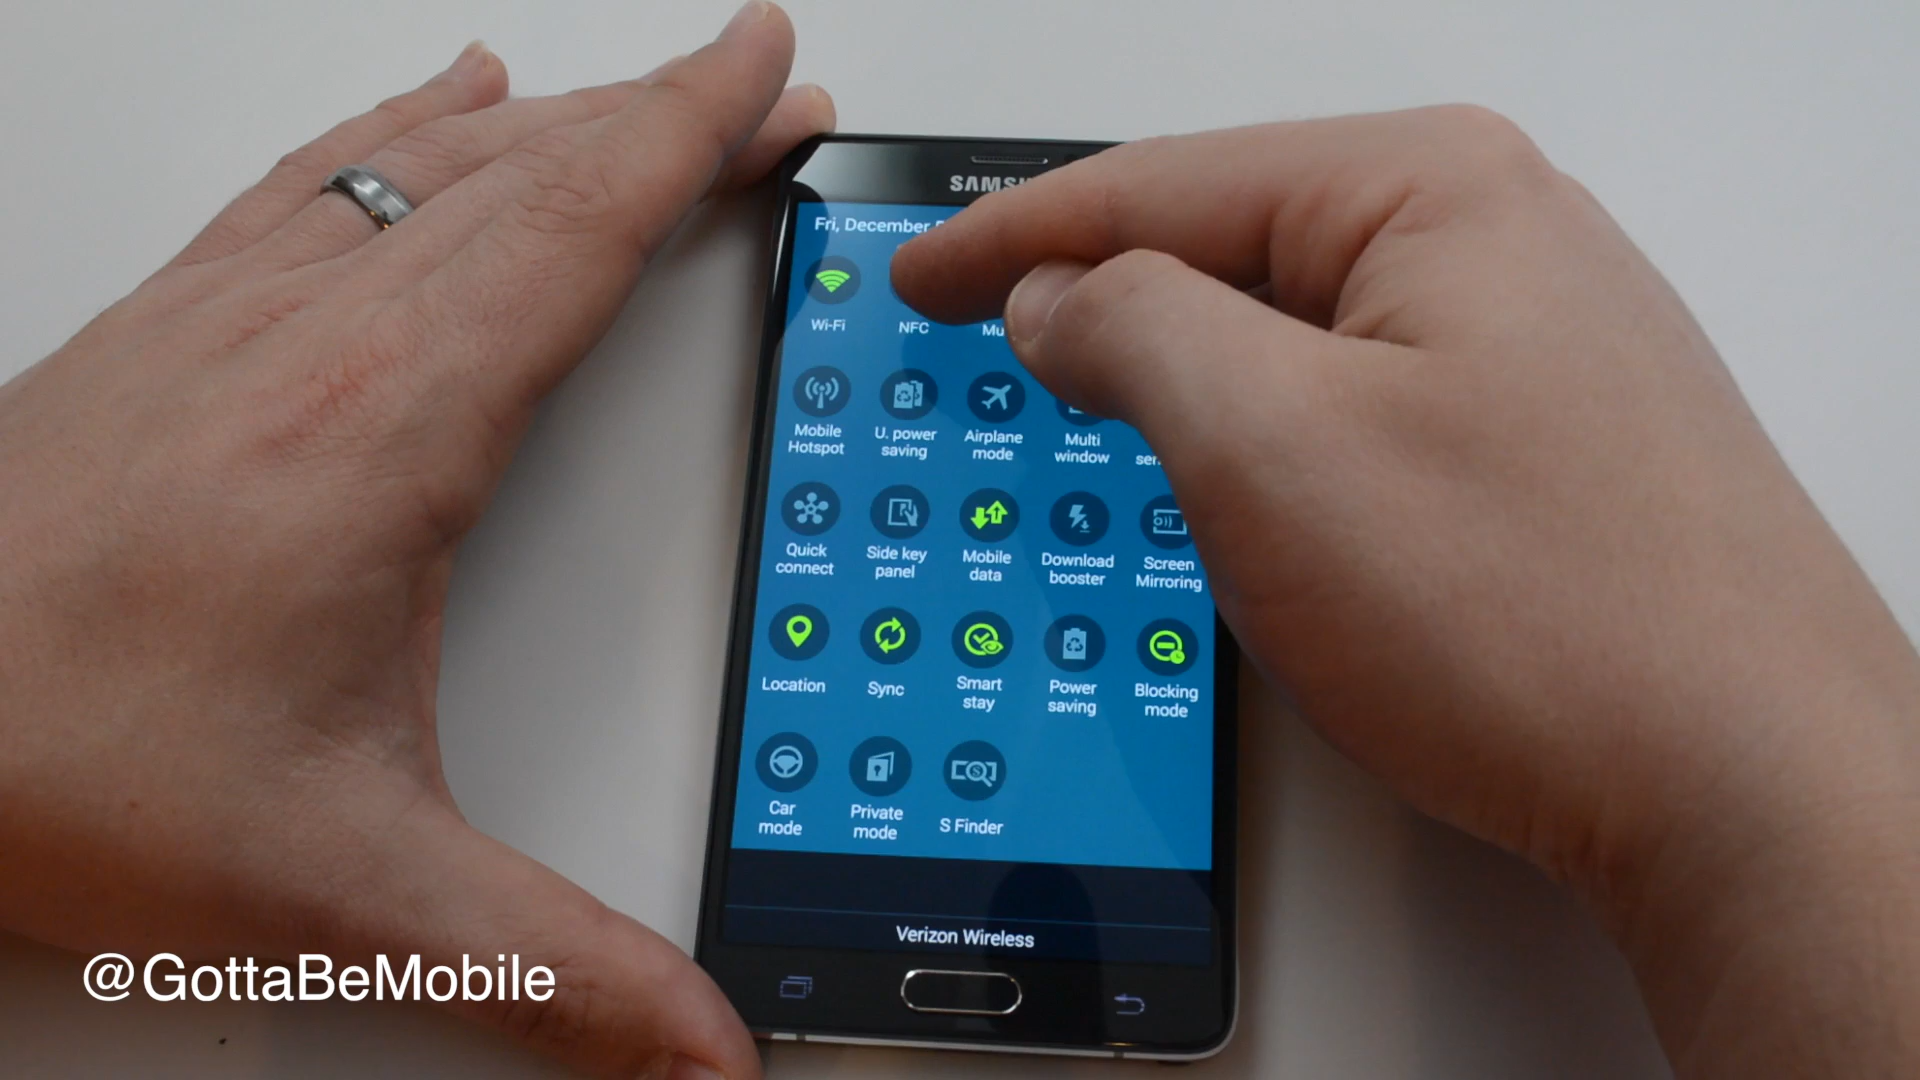 Fri, December
Wi-Fi
NFC
Mobile
Hotspot
U. power
saving
Airplane
mode
Multi
window
Quick
connect
Side key
panel
Mobile
data
Download
booster
Screen
Mirroring
Location
Sync
Smart
stay
Power
saving
Blocking
mode
Car
mode
Private
mode
S Finder
Verizon Wireless
@GottaBeMobile